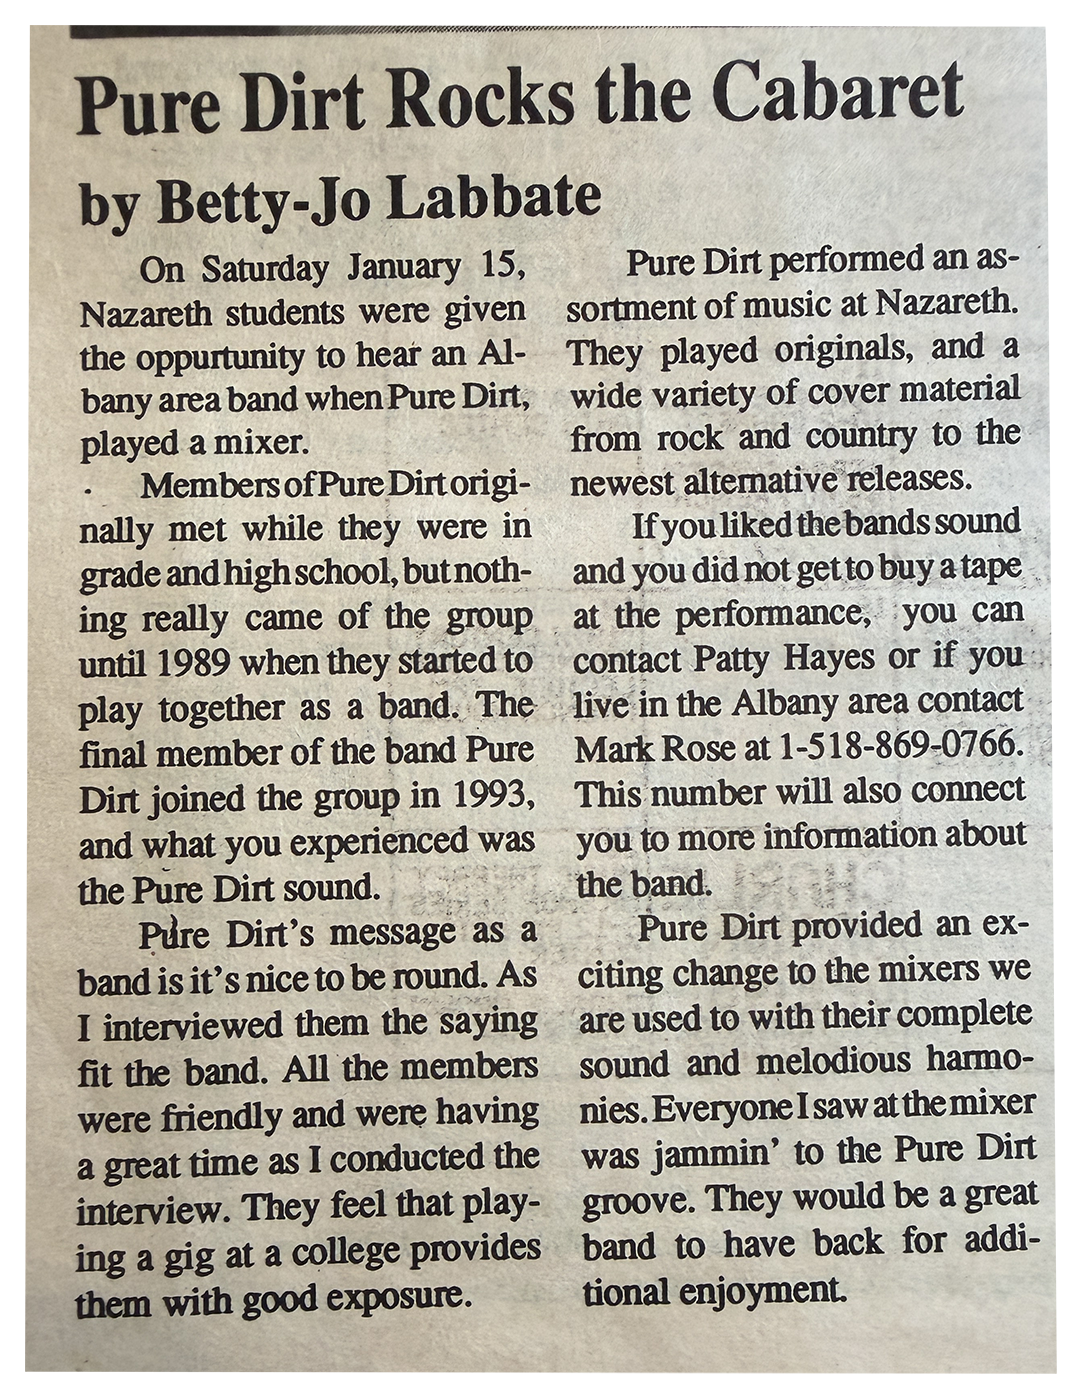 Pure Dirt Rocks the Cabaret
by Betty-Jo Labbate
On Saturday January 15,
Nazareth students were given
the oppurtunity to hear an Al-
bany area band when Pure Dirt,
played a mixer.
Members of Pure Dirt origi-
nally met while they were in
grade and high school, but noth-
ing really came of the group
until 1989 when they started to
play together as a band. The
final member of the band Pure
Dirt joined the group in 1993,
and what you experienced was
the Pure Dirt sound.
Pure Dirt's message as a
band is it's nice to be round. As
I interviewed them the saying
fit the band. All the members
were friendly and were having
a great time as I conducted the
interview. They feel that play-
ing a gig at a college provides
them with good exposure.
Pure Dirt performed an as-
sortment of music at Nazareth.
They played originals, and a
wide variety of cover material
from rock and country to the
newest alternative releases.
If you liked the bands sound
and you did not get to buy a tape
at the performance, you can
contact Patty Hayes or if you
live in the Albany area contact
Mark Rose at 1-518-869-0766.
This number will also connect
you to more information about
the band.
Pure Dirt provided an ex-
citing change to the mixers we
are used to with their complete
sound and melodious harmo-
nies. Everyone I saw at the mixer
was jammin' to the Pure Dirt
groove. They would be a great
band to have back for addi-
tional enjoyment.